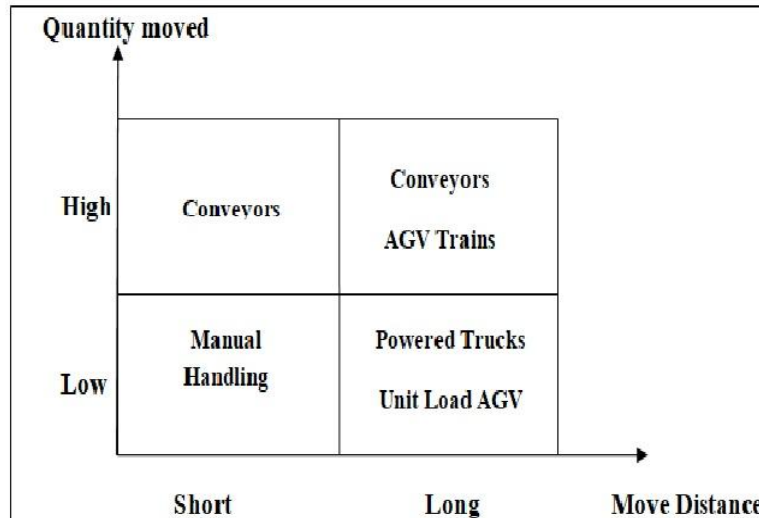 Quantity moved
High
Conveyors
Conveyors
AGV Trains
Low
Manual
Handling
Powered Trucks
Unit Load AGV
Short
Long
Move Distance